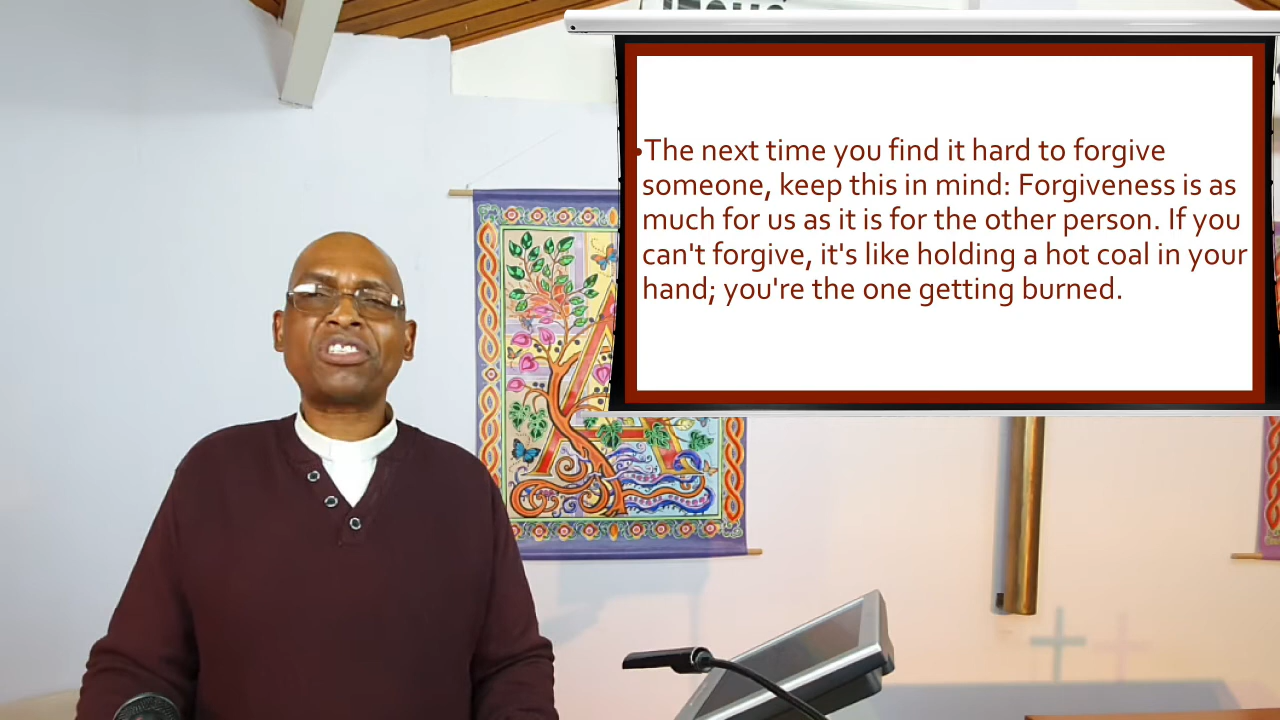 Jesus
•The next time you find it hard to forgive
someone, keep this in mind: Forgiveness is as
much for us as it is for the other person. If you
can't forgive, it's like holding a hot coal in your
hand; you're the one getting burned.